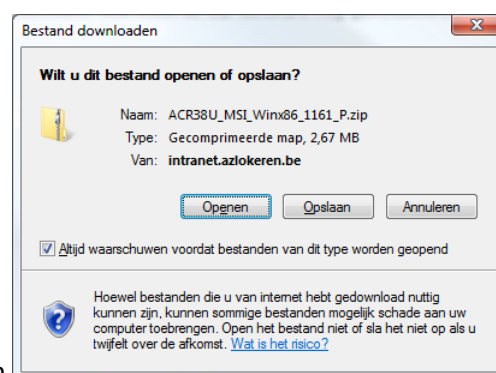 Bestand downloaden
Wilt u dit bestand openen of opslaan?
Naam: ACR38U_MSI_Winx86_1161_P.zip
Type: Gecomprimeerde map, 2,67 MB
Van: intranet.azlokeren.be
Openen Opslaan Annuleren
Altijd waarschuwen voordat bestanden van dit type worden geopend
Hoewel bestanden die u van internet hebt gedownload nuttig
kunnen zijn, kunnen sommige bestanden mogelijk schade aan uw
computer toebrengen. Open het bestand niet of sla het niet op als u
twijfelt over de afkomst. Wat is het risico?